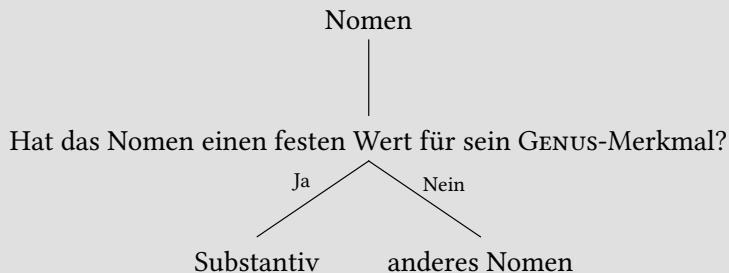 Nomen
Hat das Nomen einen festen Wert für sein GENUS-Merkmal?
Ja Nein
Substantiv anderes Nomen